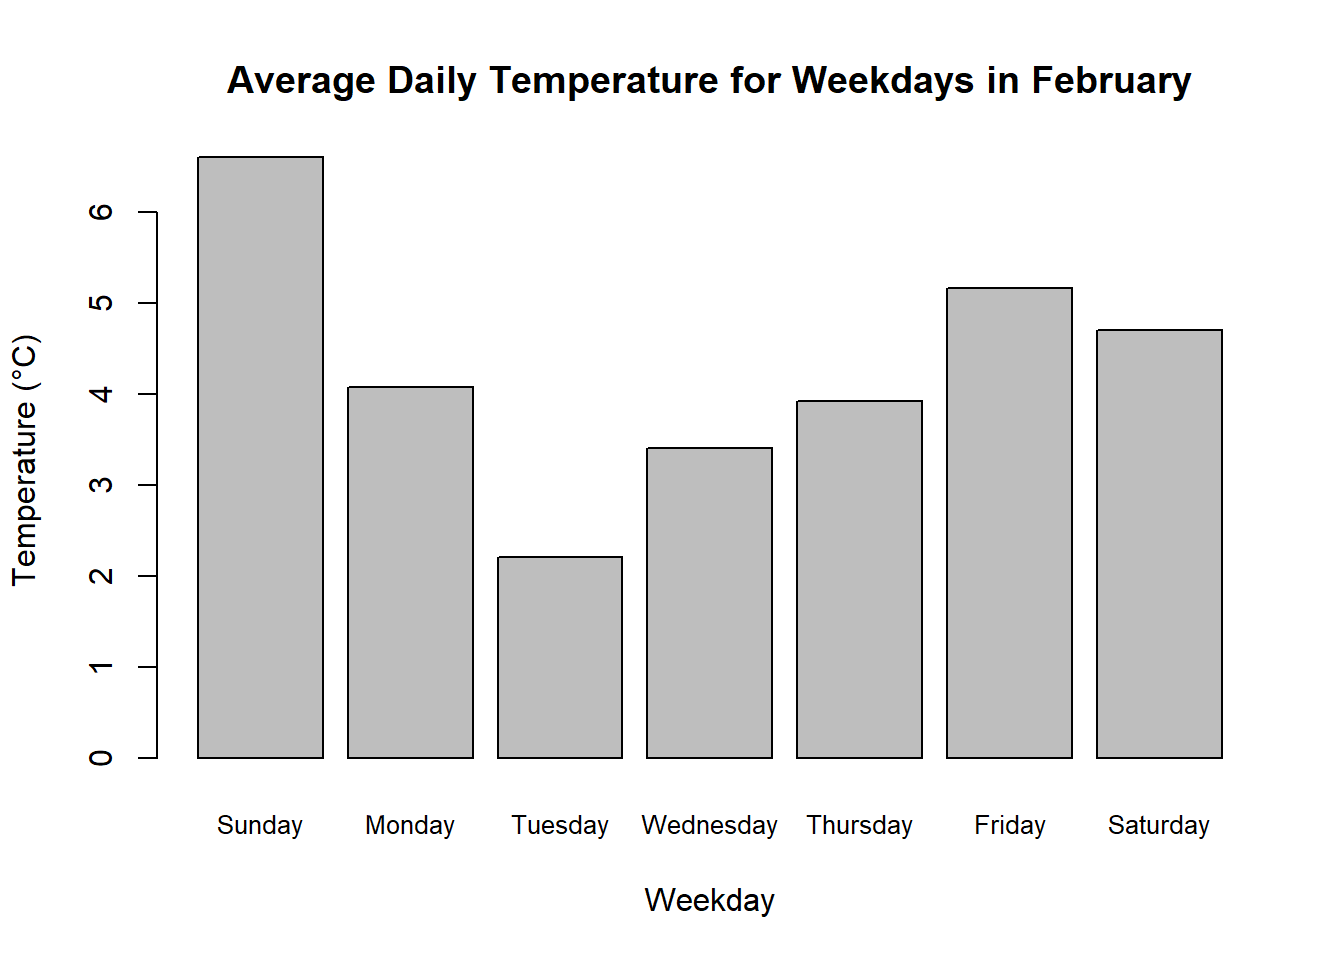 Average Daily Temperature for Weekdays in February
Temperature (°C)
6
5
4
3
2
1
0
Sunday Monday Tuesday Wednesday Thursday Friday Saturday
Weekday